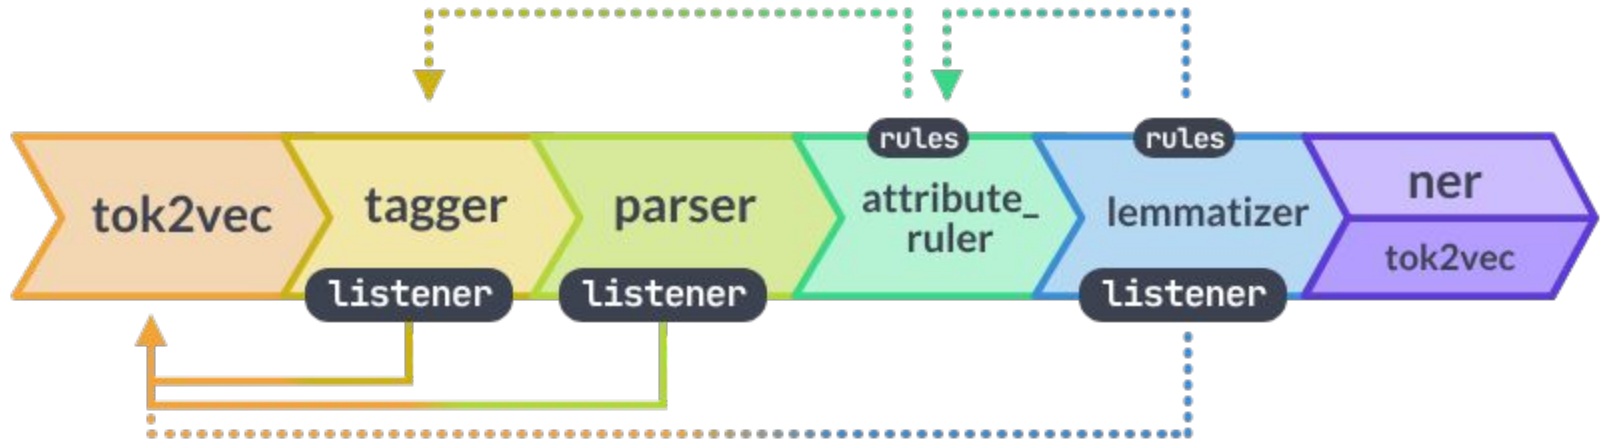 rules
rules
tok2vec
tagger
parser
attribute_
ruler
lemmatizer
ner
tok2vec
listener
listener
listener